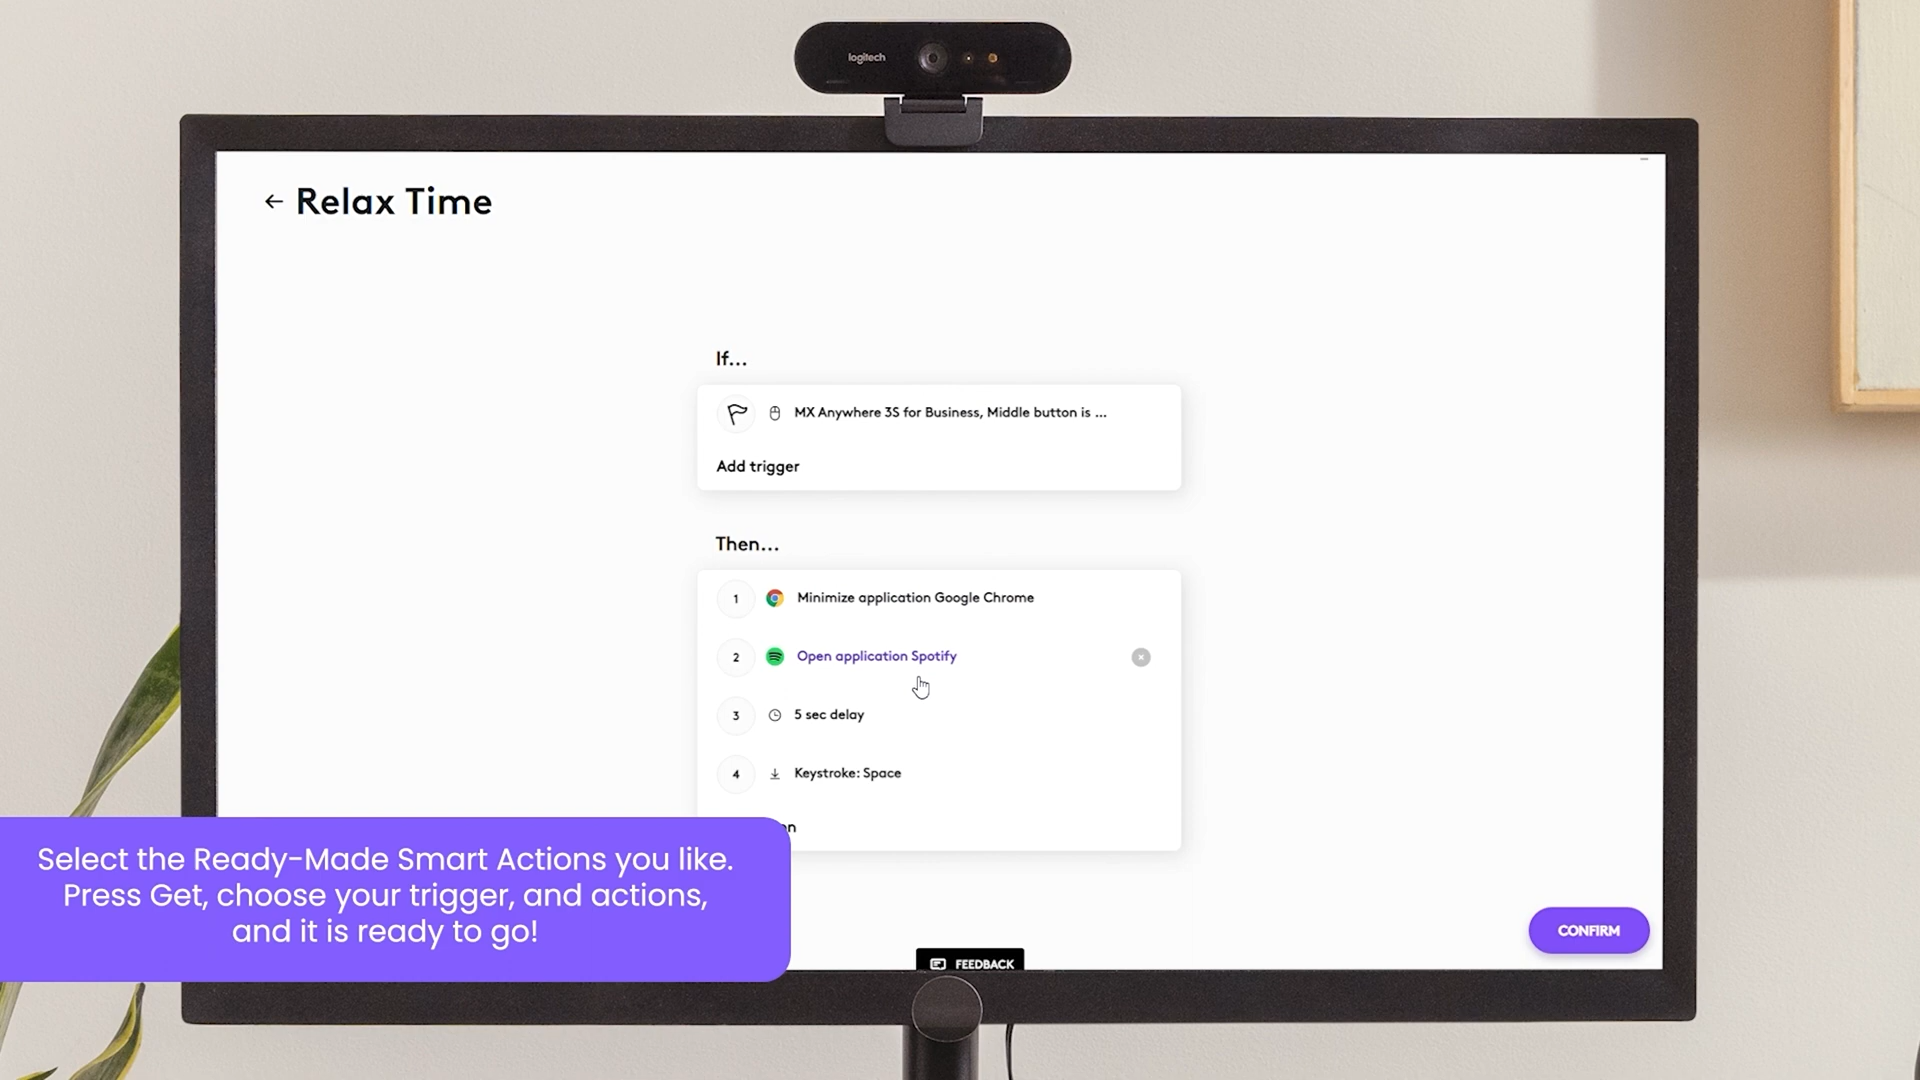 logitech
← Relax Time
If...
MX Anywhere 3S for Business, Middle button is ...
Add trigger
Then...
1 Minimize application Google Chrome
2 Open application Spotify
3 5 sec delay
4 Keystroke: Space
Select the Ready-Made Smart Actions you like.
Press Get, choose your trigger, and actions,
and it is ready to go!
CONFIRM
FEEDBACK